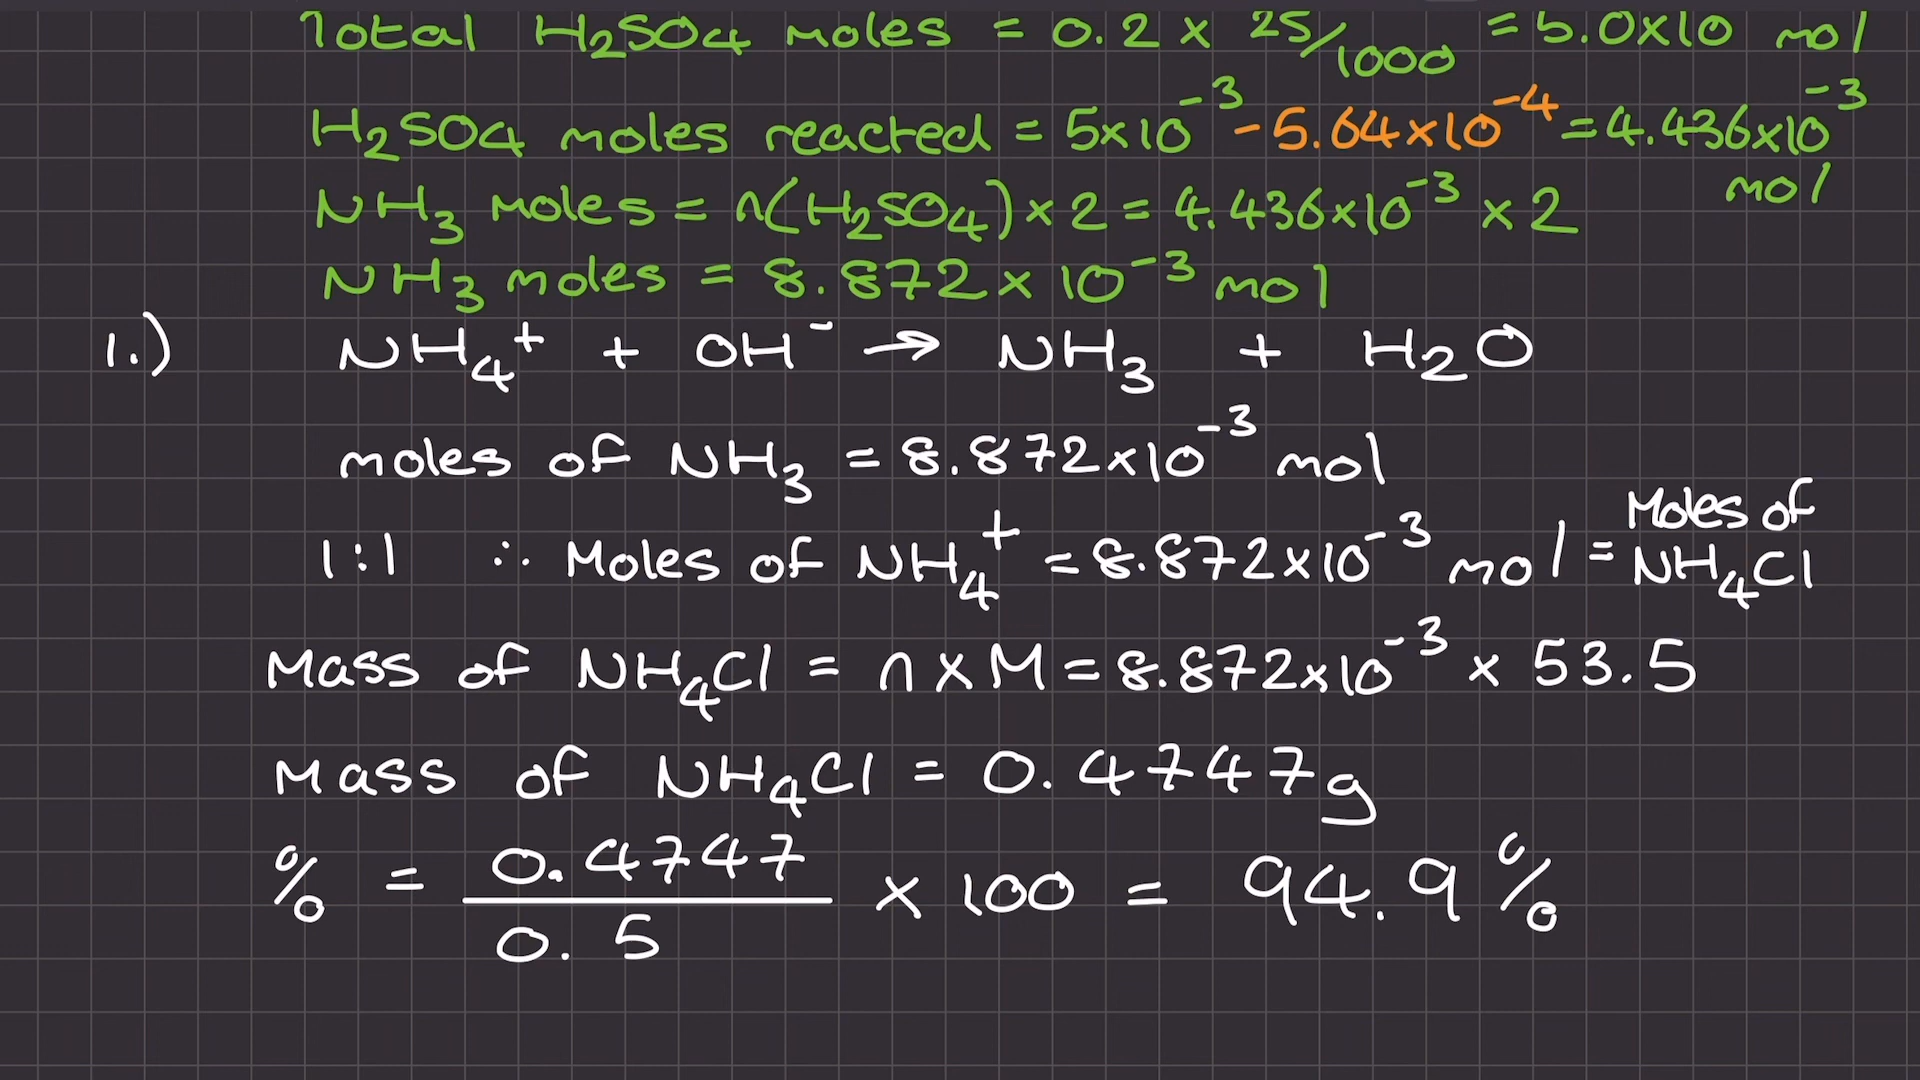 Total H2SO4 moles = 0.2 x 25/1000 = 5.0x10 mol
H2SO4 moles reacted = 5x10^-3 - 5.64x10^-4 = 4.436x10^-3 mol
NH3 moles = n(H2SO4) x 2 = 4.436x10^-3 x 2
NH3 moles = 8.872 x 10^-3 mol
1.) NH4^+ + OH^- → NH3 + H2O
moles of NH3 = 8.872x10^-3 mol
1:1 ∴ Moles of NH4^+ = 8.872x10^-3 mol = Moles of NH4Cl
Mass of NH4Cl = n x M = 8.872x10^-3 x 53.5
Mass of NH4Cl = 0.4747g
% = 0.4747/0.5 x 100 = 94.9%